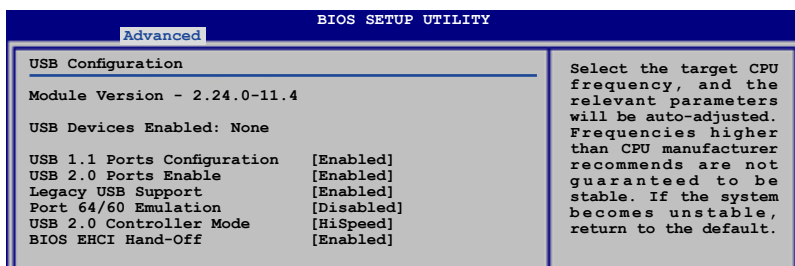 BIOS SETUP UTILITY
Advanced
USB Configuration
Module Version - 2.24.0-11.4
USB Devices Enabled: None
USB 1.1 Ports Configuration [Enabled]
USB 2.0 Ports Enable [Enabled]
Legacy USB Support [Enabled]
Port 64/60 Emulation [Disabled]
USB 2.0 Controller Mode [HiSpeed]
BIOS EHCI Hand-Off [Enabled]
Select the target CPU
frequency, and the
relevant parameters
will be auto-adjusted.
Frequencies higher
than CPU manufacturer
recommends are not
guaranteed to be
stable. If the system
becomes unstable,
return to the default.